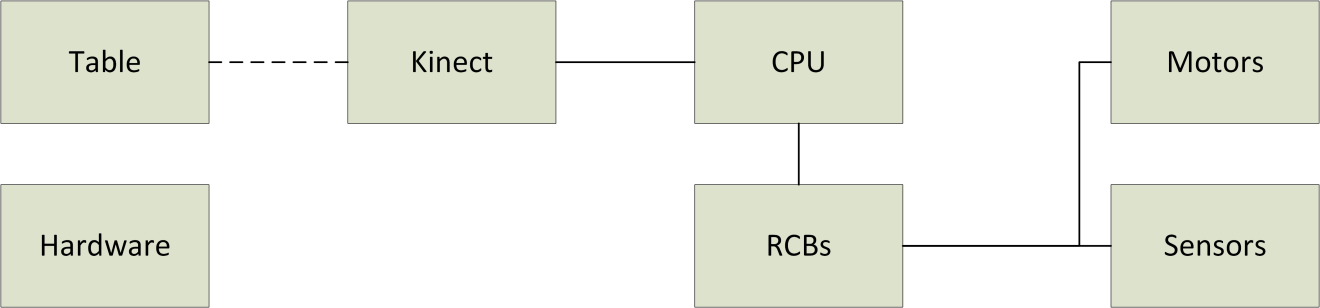 Table
Kinect
CPU
Motors
Hardware
RCBs
Sensors